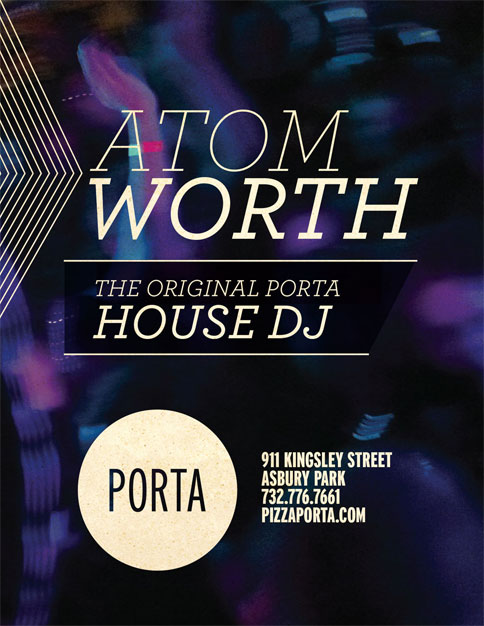 ATOM
WORTH
THE ORIGINAL PORTA
HOUSE DJ
PORTA
911 KINGSLEY STREET
ASBURY PARK
732.776.7661
PIZZAPORTA.COM